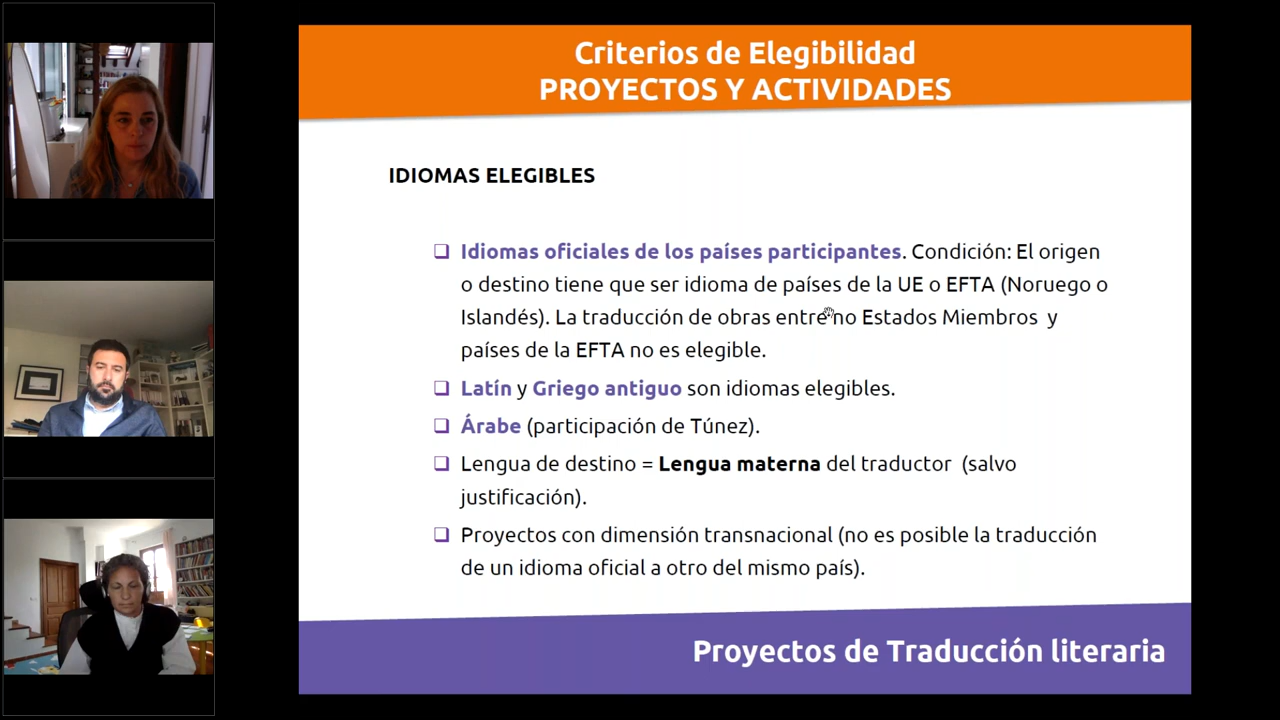 Criterios de Elegibilidad
PROYECTOS Y ACTIVIDADES
IDIOMAS ELEGIBLES
Idiomas oficiales de los países participantes. Condición: El origen
o destino tiene que ser idioma de países de la UE o EFTA (Noruego o
Islandés). La traducción de obras entre no Estados Miembros y
países de la EFTA no es elegible.
Latín y Griego antiguo son idiomas elegibles.
Árabe (participación de Túnez).
Lengua de destino = Lengua materna del traductor (salvo
justificación).
Proyectos con dimensión transnacional (no es posible la traducción
de un idioma oficial a otro del mismo país).
Proyectos de Traducción literaria